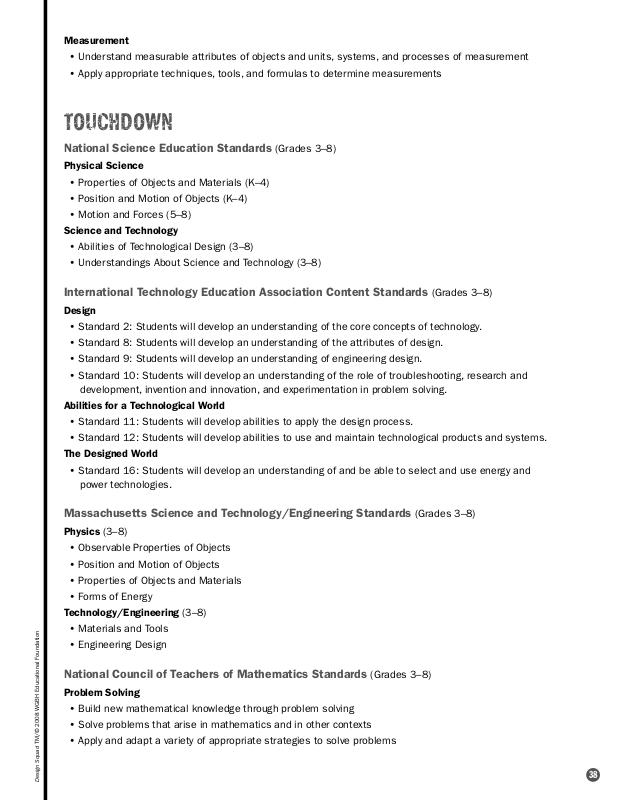 Measurement
• Understand measurable attributes of objects and units, systems, and processes of measurement
• Apply appropriate techniques, tools, and formulas to determine measurements
TOUCHDOWN
National Science Education Standards (Grades 3–8)
Physical Science
• Properties of Objects and Materials (K–4)
• Position and Motion of Objects (K–4)
• Motion and Forces (5–8)
Science and Technology
• Abilities of Technological Design (3–8)
• Understandings About Science and Technology (3–8)
International Technology Education Association Content Standards (Grades 3–8)
Design
• Standard 2: Students will develop an understanding of the core concepts of technology.
• Standard 8: Students will develop an understanding of the attributes of design.
• Standard 9: Students will develop an understanding of engineering design.
• Standard 10: Students will develop an understanding of the role of troubleshooting, research and
development, invention and innovation, and experimentation in problem solving.
Abilities for a Technological World
• Standard 11: Students will develop abilities to apply the design process.
• Standard 12: Students will develop abilities to use and maintain technological products and systems.
The Designed World
• Standard 16: Students will develop an understanding of and be able to select and use energy and
power technologies.
Massachusetts Science and Technology/Engineering Standards (Grades 3–8)
Physics (3–8)
• Observable Properties of Objects
• Position and Motion of Objects
• Properties of Objects and Materials
• Forms of Energy
Technology/Engineering (3–8)
• Materials and Tools
• Engineering Design
National Council of Teachers of Mathematics Standards (Grades 3–8)
Problem Solving
• Build new mathematical knowledge through problem solving
• Solve problems that arise in mathematics and in other contexts
• Apply and adapt a variety of appropriate strategies to solve problems
Design Squad TM/© 2008 WGBH Educational Foundation
38